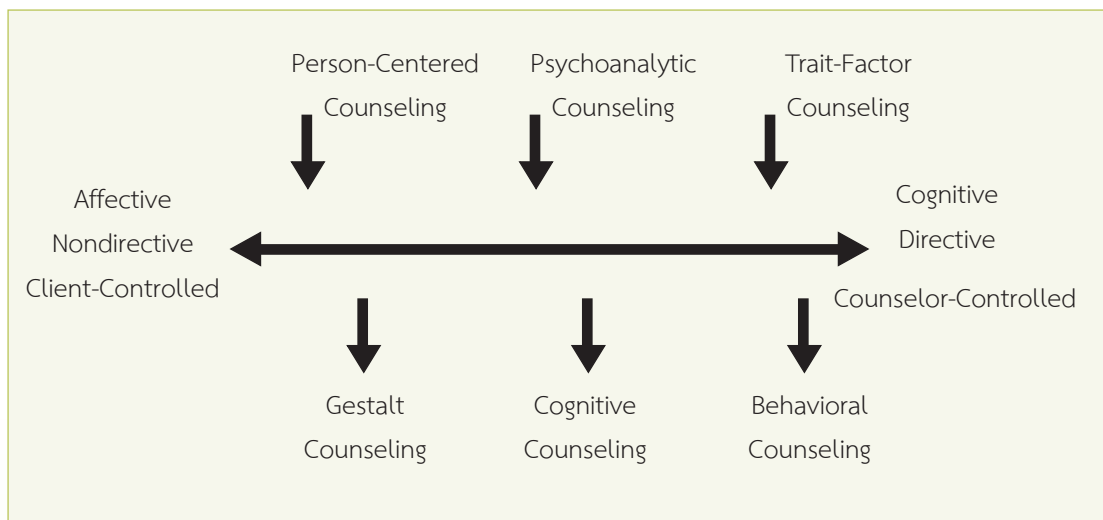 Person-Centered
Counseling
Psychoanalytic
Counseling
Trait-Factor
Counseling
Affective
Nondirective
Client-Controlled
Cognitive
Directive
Counselor-Controlled
Gestalt
Counseling
Cognitive
Counseling
Behavioral
Counseling